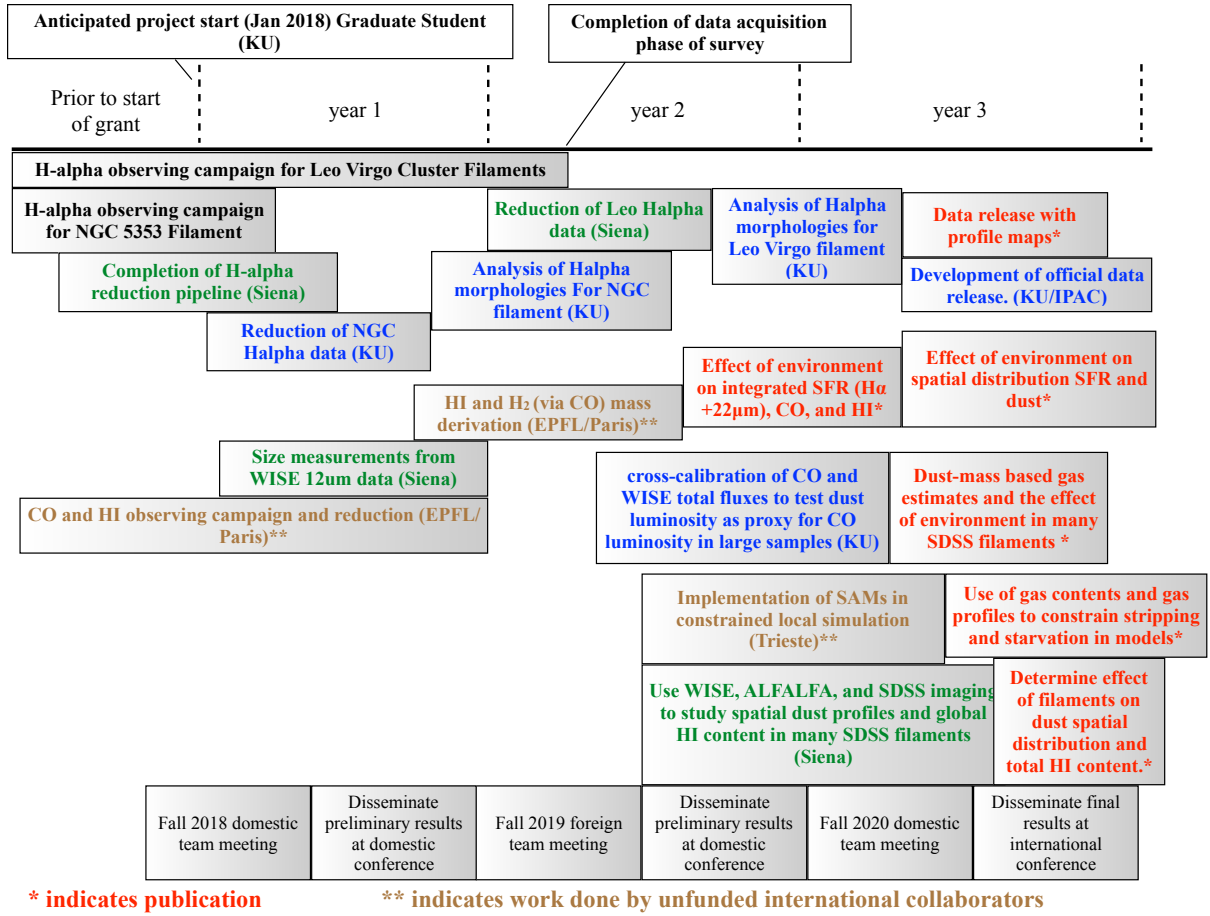 Anticipated project start (Jan 2018) Graduate Student
(KU)
Completion of data acquisition
phase of survey
Prior to start
of grant
year 1
year 2
year 3
H-alpha observing campaign for Leo Virgo Cluster Filaments
H-alpha observing campaign
for NGC 5353 Filament
Reduction of Leo Halpha
data (Siena)
Analysis of Halpha
morphologies for
Leo Virgo filament
(KU)
Data release with
profile maps*
Completion of H-alpha
reduction pipeline (Siena)
Analysis of Halpha
morphologies For NGC
filament (KU)
Development of official data
release. (KU/IPAC)
Reduction of NGC
Halpha data (KU)
Effect of environment
on integrated SFR (Hα
+22μm), CO, and HI*
Effect of environment on
spatial distribution SFR and
dust*
HI and H₂ (via CO) mass
derivation (EPFL/Paris)**
Size measurements from
WISE 12um data (Siena)
cross-calibration of CO and
WISE total fluxes to test dust
luminosity as proxy for CO
luminosity in large samples (KU)
Dust-mass based gas
estimates and the effect
of environment in many
SDSS filaments *
CO and HI observing campaign and reduction (EPFL/
Paris)**
Implementation of SAMs in
constrained local simulation
(Trieste)**
Use of gas contents and gas
profiles to constrain stripping
and starvation in models*
Use WISE, ALFALFA, and SDSS imaging
to study spatial dust profiles and global
HI content in many SDSS filaments
(Siena)
Determine effect
of filaments on
dust spatial
distribution and
total HI content.*
Fall 2018 domestic
team meeting
Disseminate
preliminary results
at domestic
conference
Fall 2019 foreign
team meeting
Disseminate
preliminary results
at domestic
conference
Fall 2020 domestic
team meeting
Disseminate final
results at
international
conference
* indicates publication
** indicates work done by unfunded international collaborators